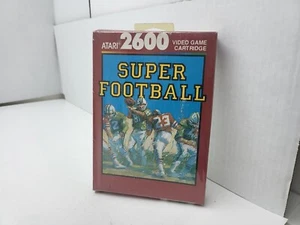 ATARI 2600 VIDEO GAME
CARTRIDGE
SUPER
FOOTBALL
23